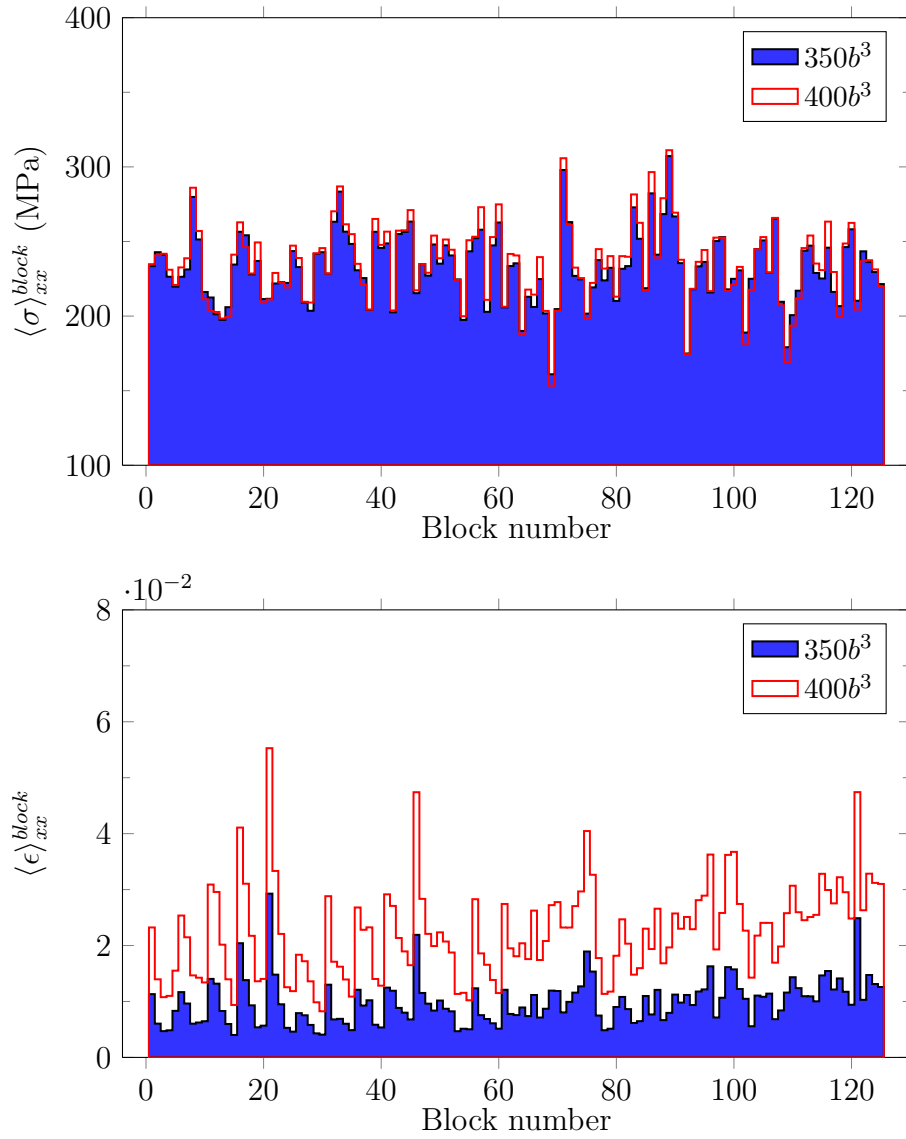 400
300
200
100
⟨σ⟩_{xx}^{block} (MPa)
350b³
400b³
0 20 40 60 80 100 120
Block number
·10⁻²
8
6
4
2
0
⟨ϵ⟩_{xx}^{block}
350b³
400b³
0 20 40 60 80 100 120
Block number